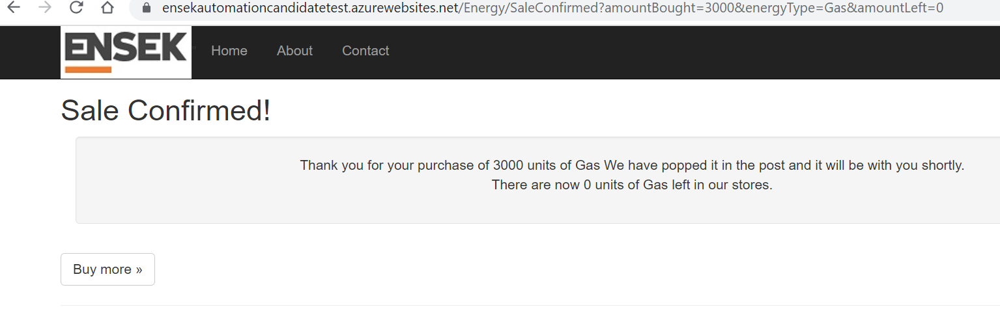 ensekautomationcandidatetest.azurewebsites.net/Energy/SaleConfirmed?amountBought=3000&energyType=Gas&amountLeft=0
ENSEK Home About Contact
Sale Confirmed!
Thank you for your purchase of 3000 units of Gas We have popped it in the post and it will be with you shortly.
There are now 0 units of Gas left in our stores.
Buy more »